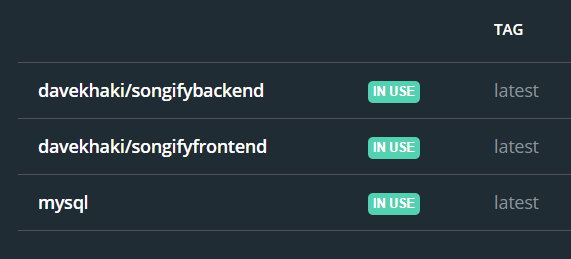 TAG
davekhaki/songifybackend IN USE latest
davekhaki/songifyfrontend IN USE latest
mysql IN USE latest